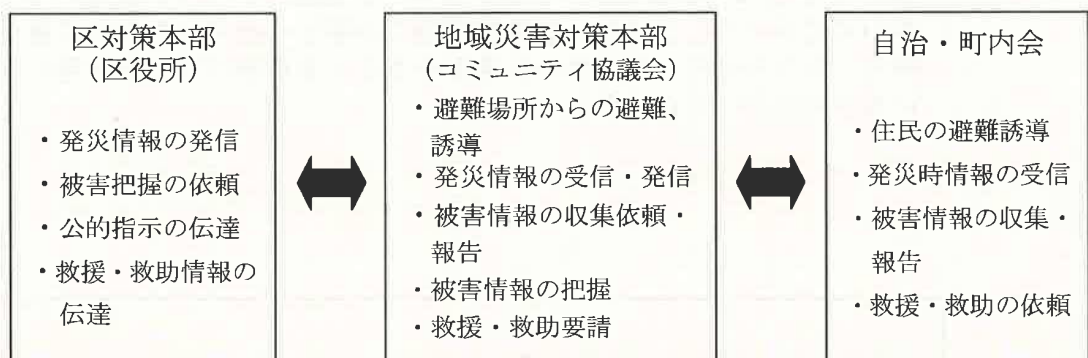 区対策本部
(区役所)
・発災情報の発信
・被害把握の依頼
・公的指示の伝達
・救援・救助情報の
伝達
地域災害対策本部
(コミュニティ協議会)
・避難場所からの避難、
誘導
・発災情報の受信・発信
・被害情報の収集依頼・
報告
・被害情報の把握
・救援・救助要請
自治・町内会
・住民の避難誘導
・発災時情報の受信
・被害情報の収集・
報告
・救援・救助の依頼